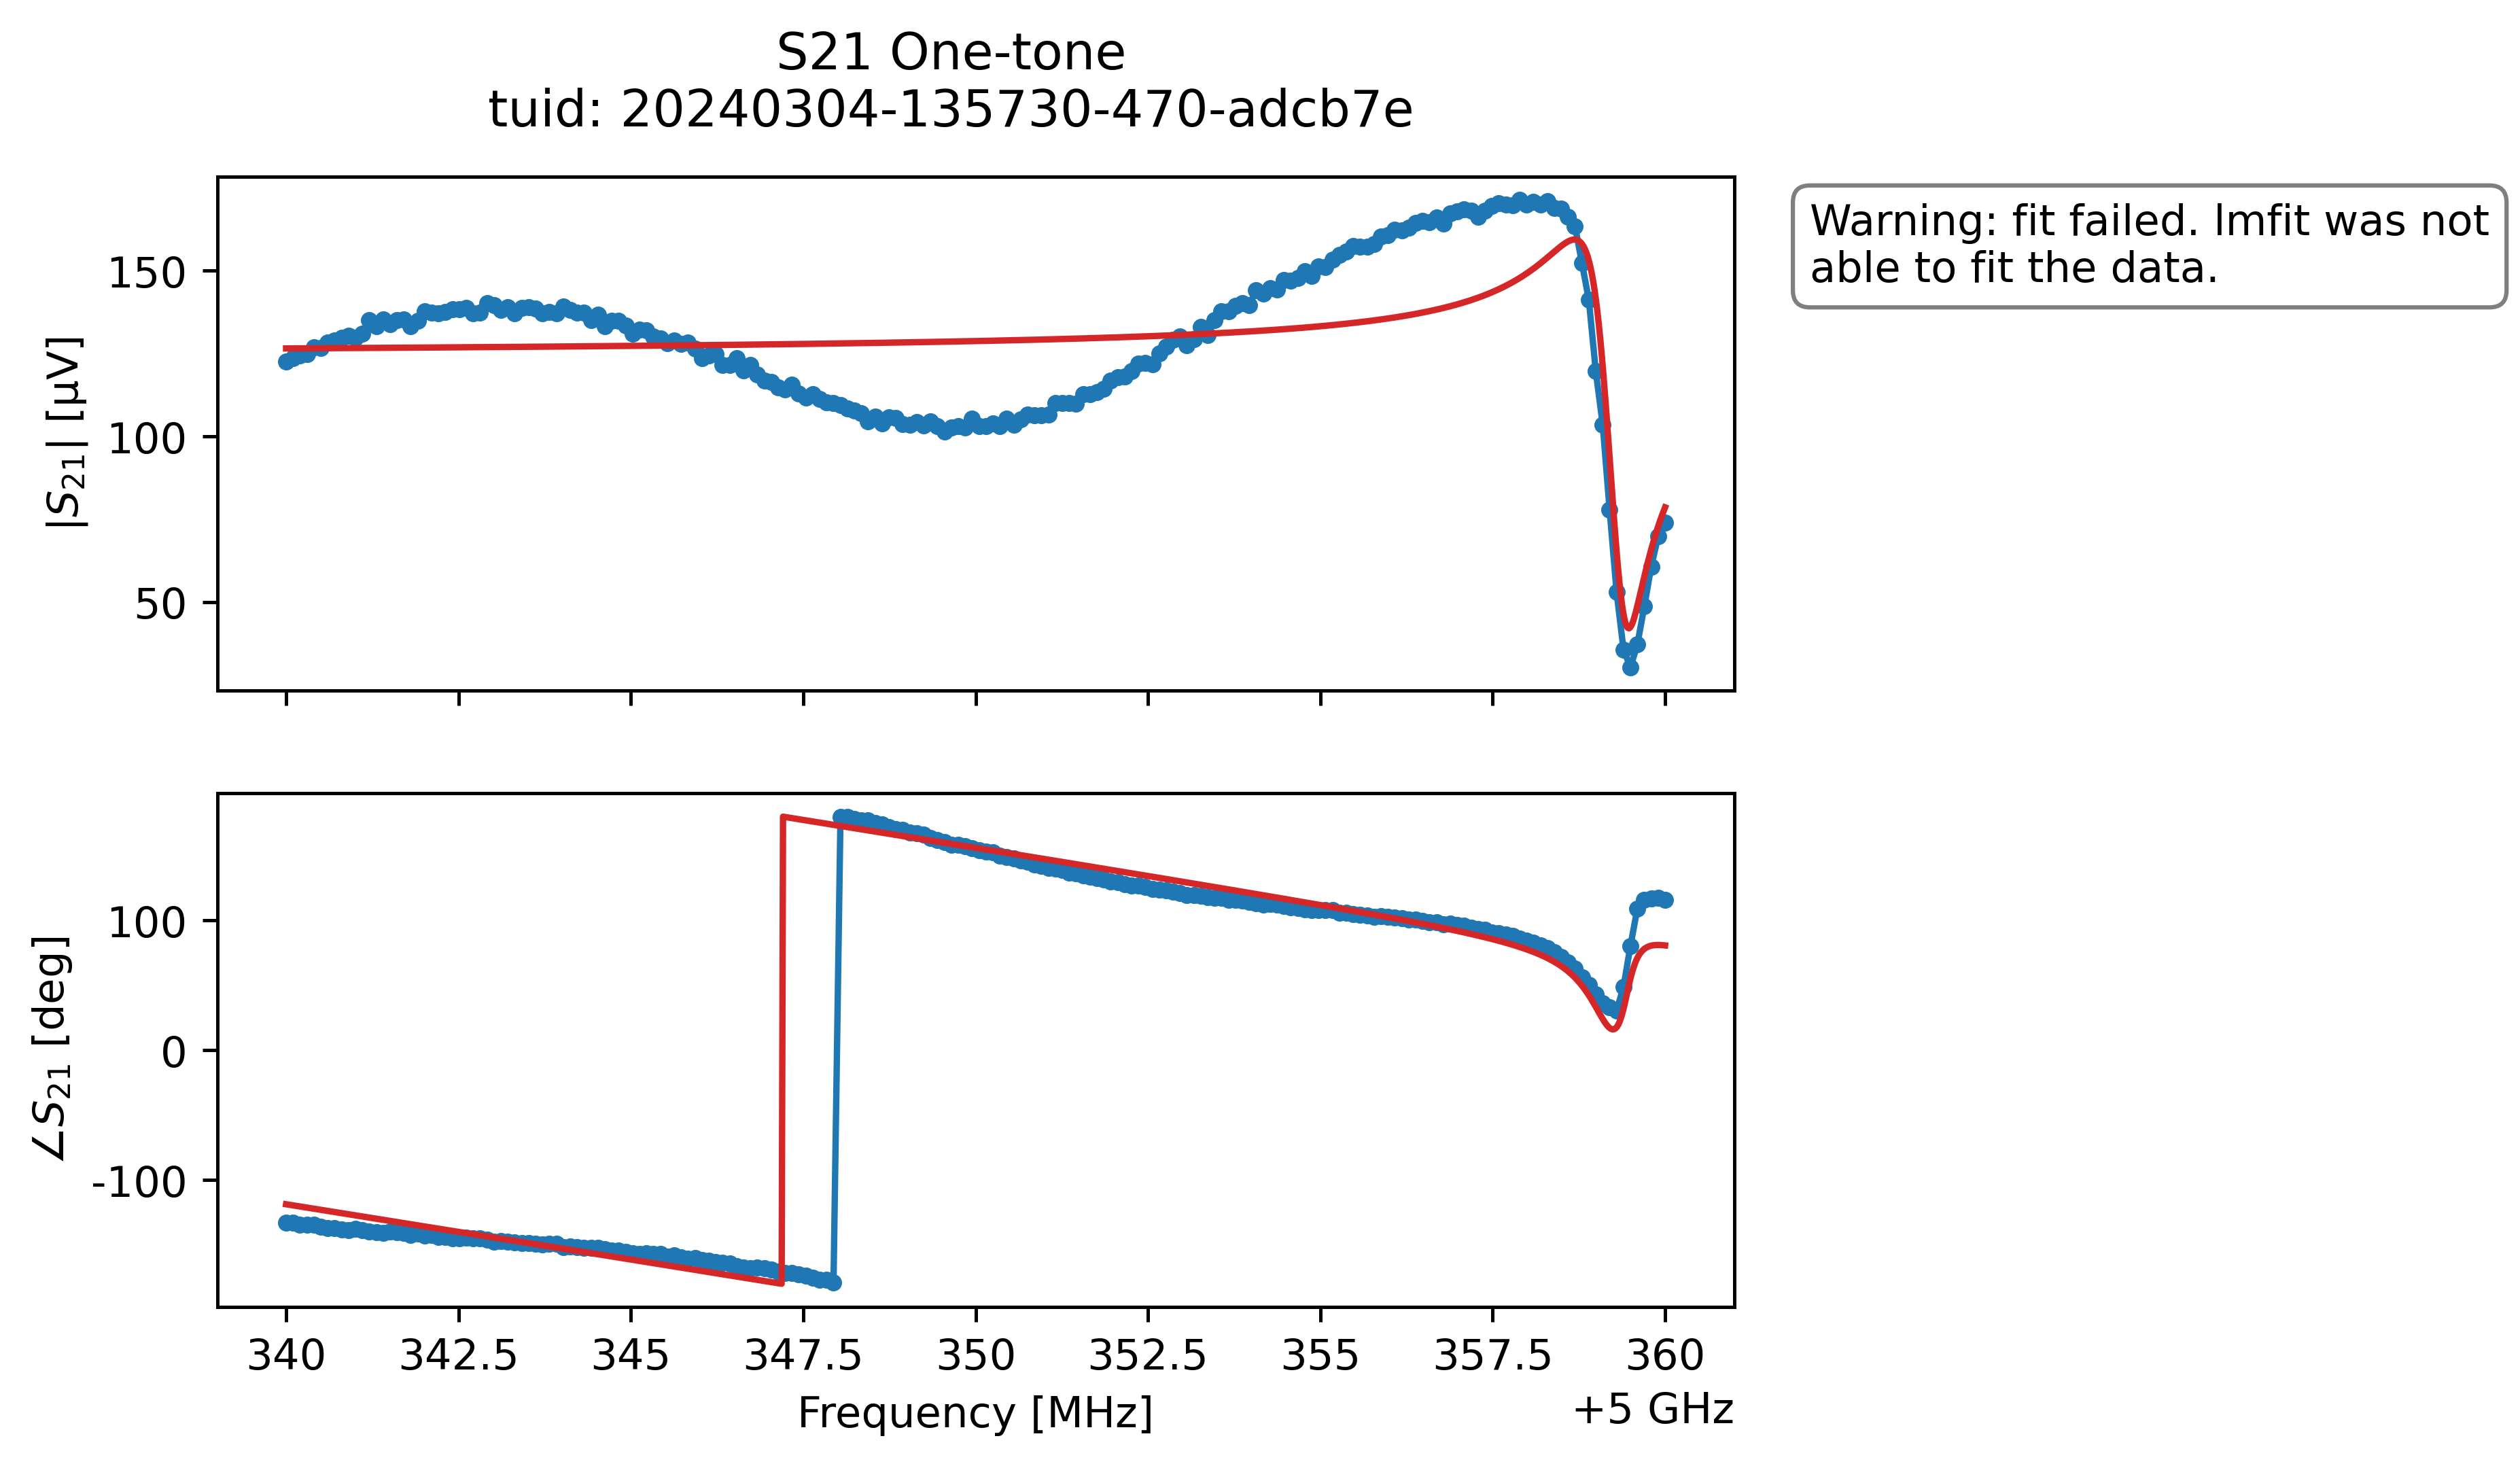 S21 One-tone
tuid: 20240304-135730-470-adcb7e
Warning: fit failed. lmfit was not
able to fit the data.
|S21| [µV]
150
100
50
∠S21 [deg]
100
0
-100
340 342.5 345 347.5 350 352.5 355 357.5 360
Frequency [MHz]
+5 GHz